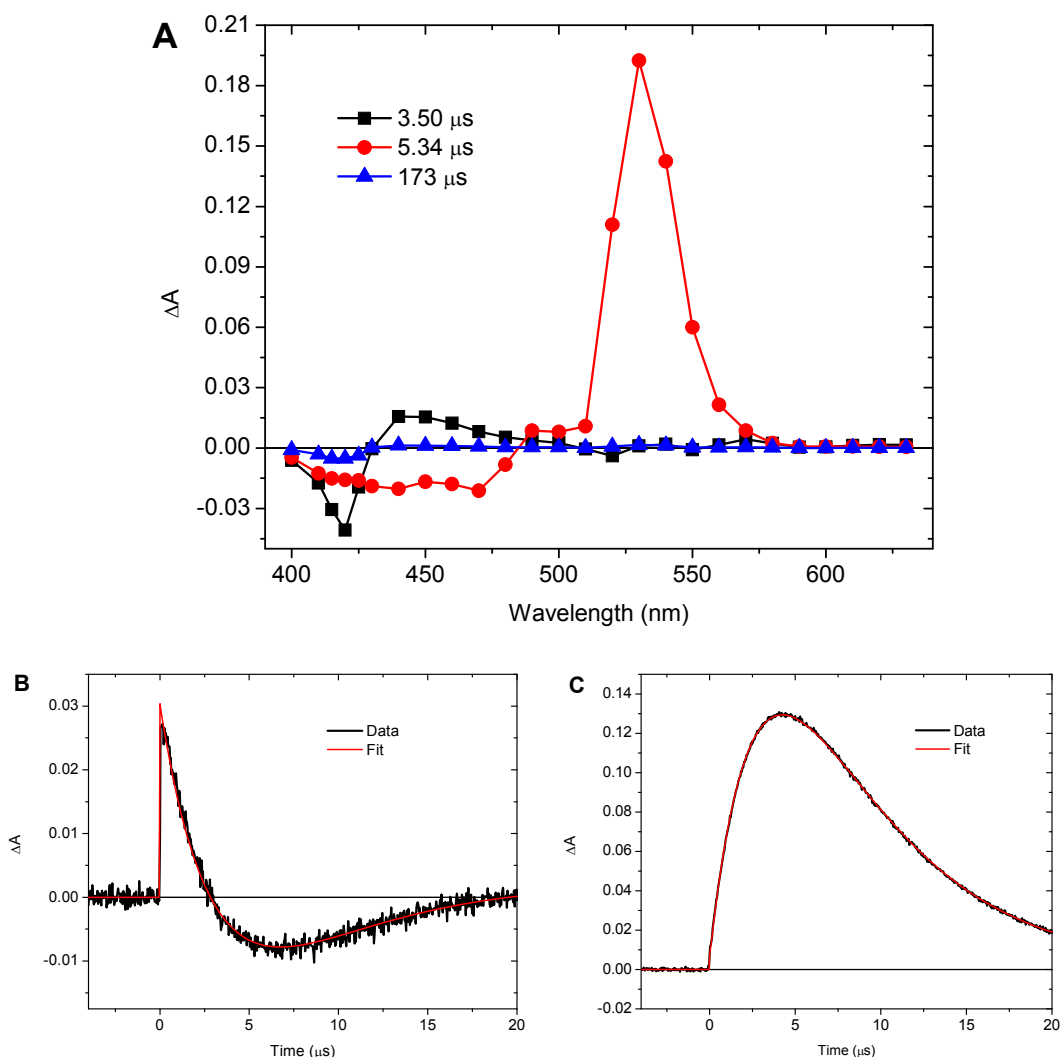 A
0.21
0.18
0.15
0.12
0.09
0.06
0.03
0.00
-0.03
ΔA
3.50 μs
5.34 μs
173 μs
400 450 500 550 600
Wavelength (nm)
B
0.03
0.02
0.01
0.00
-0.01
ΔA
Data
Fit
0 5 10 15 20
Time (μs)
C
0.14
0.12
0.10
0.08
0.06
0.04
0.02
0.00
-0.02
ΔA
Data
Fit
0 5 10 15 20
Time (μs)